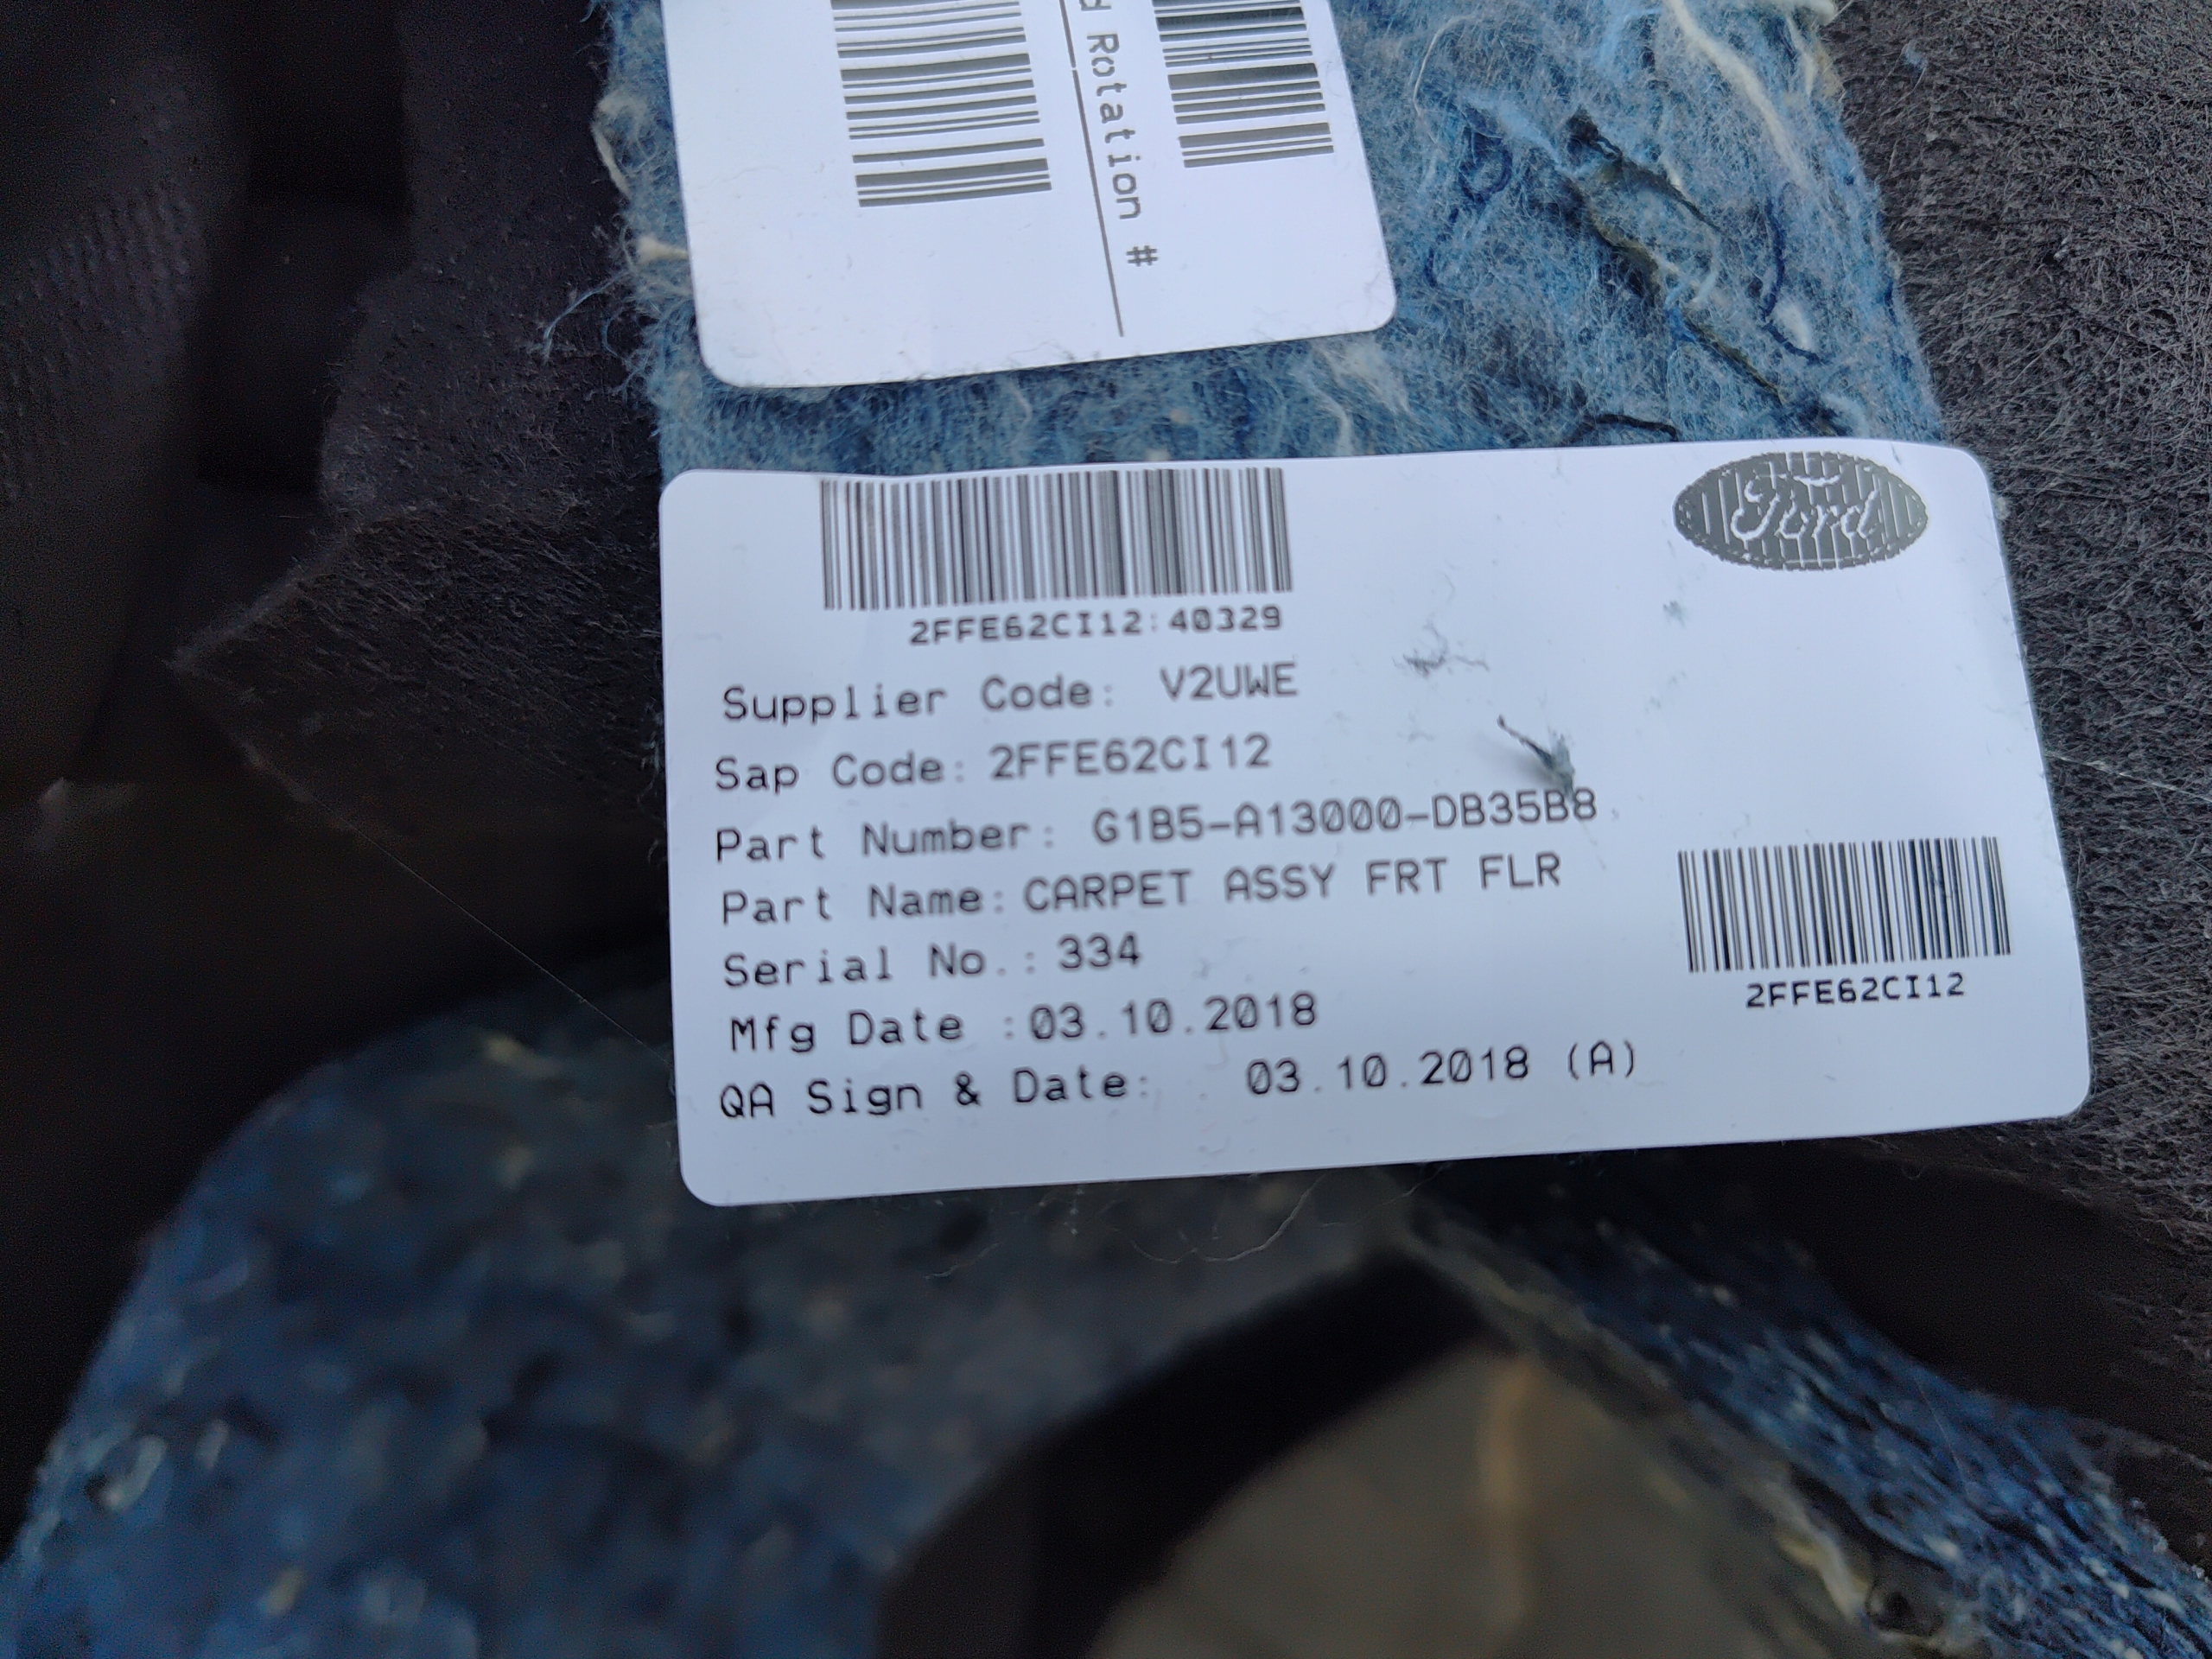 Rotation #
Ford
2FFE62CI12:40329
Supplier Code: V2UWE
Sap Code: 2FFE62CI12
Part Number: G1B5-A13000-DB35B8
Part Name: CARPET ASSY FRT FLR
Serial No.: 334
Mfg Date :03.10.2018
2FFE62CI12
QA Sign & Date: 03.10.2018 (A)